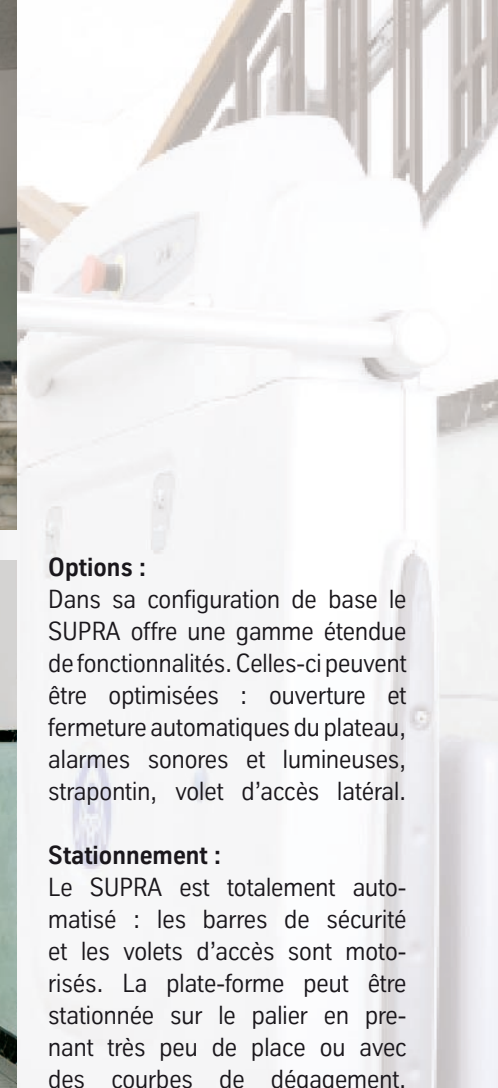 Options :
Dans sa configuration de base le
SUPRA offre une gamme étendue
de fonctionnalités. Celles-ci peuvent
être optimisées : ouverture et
fermeture automatiques du plateau,
alarmes sonores et lumineuses,
strapontin, volet d’accès latéral.
Stationnement :
Le SUPRA est totalement auto-
matisé : les barres de sécurité
et les volets d’accès sont moto-
risés. La plate-forme peut être
stationnée sur le palier en pre-
nant très peu de place ou avec
des courbes de dégagement.